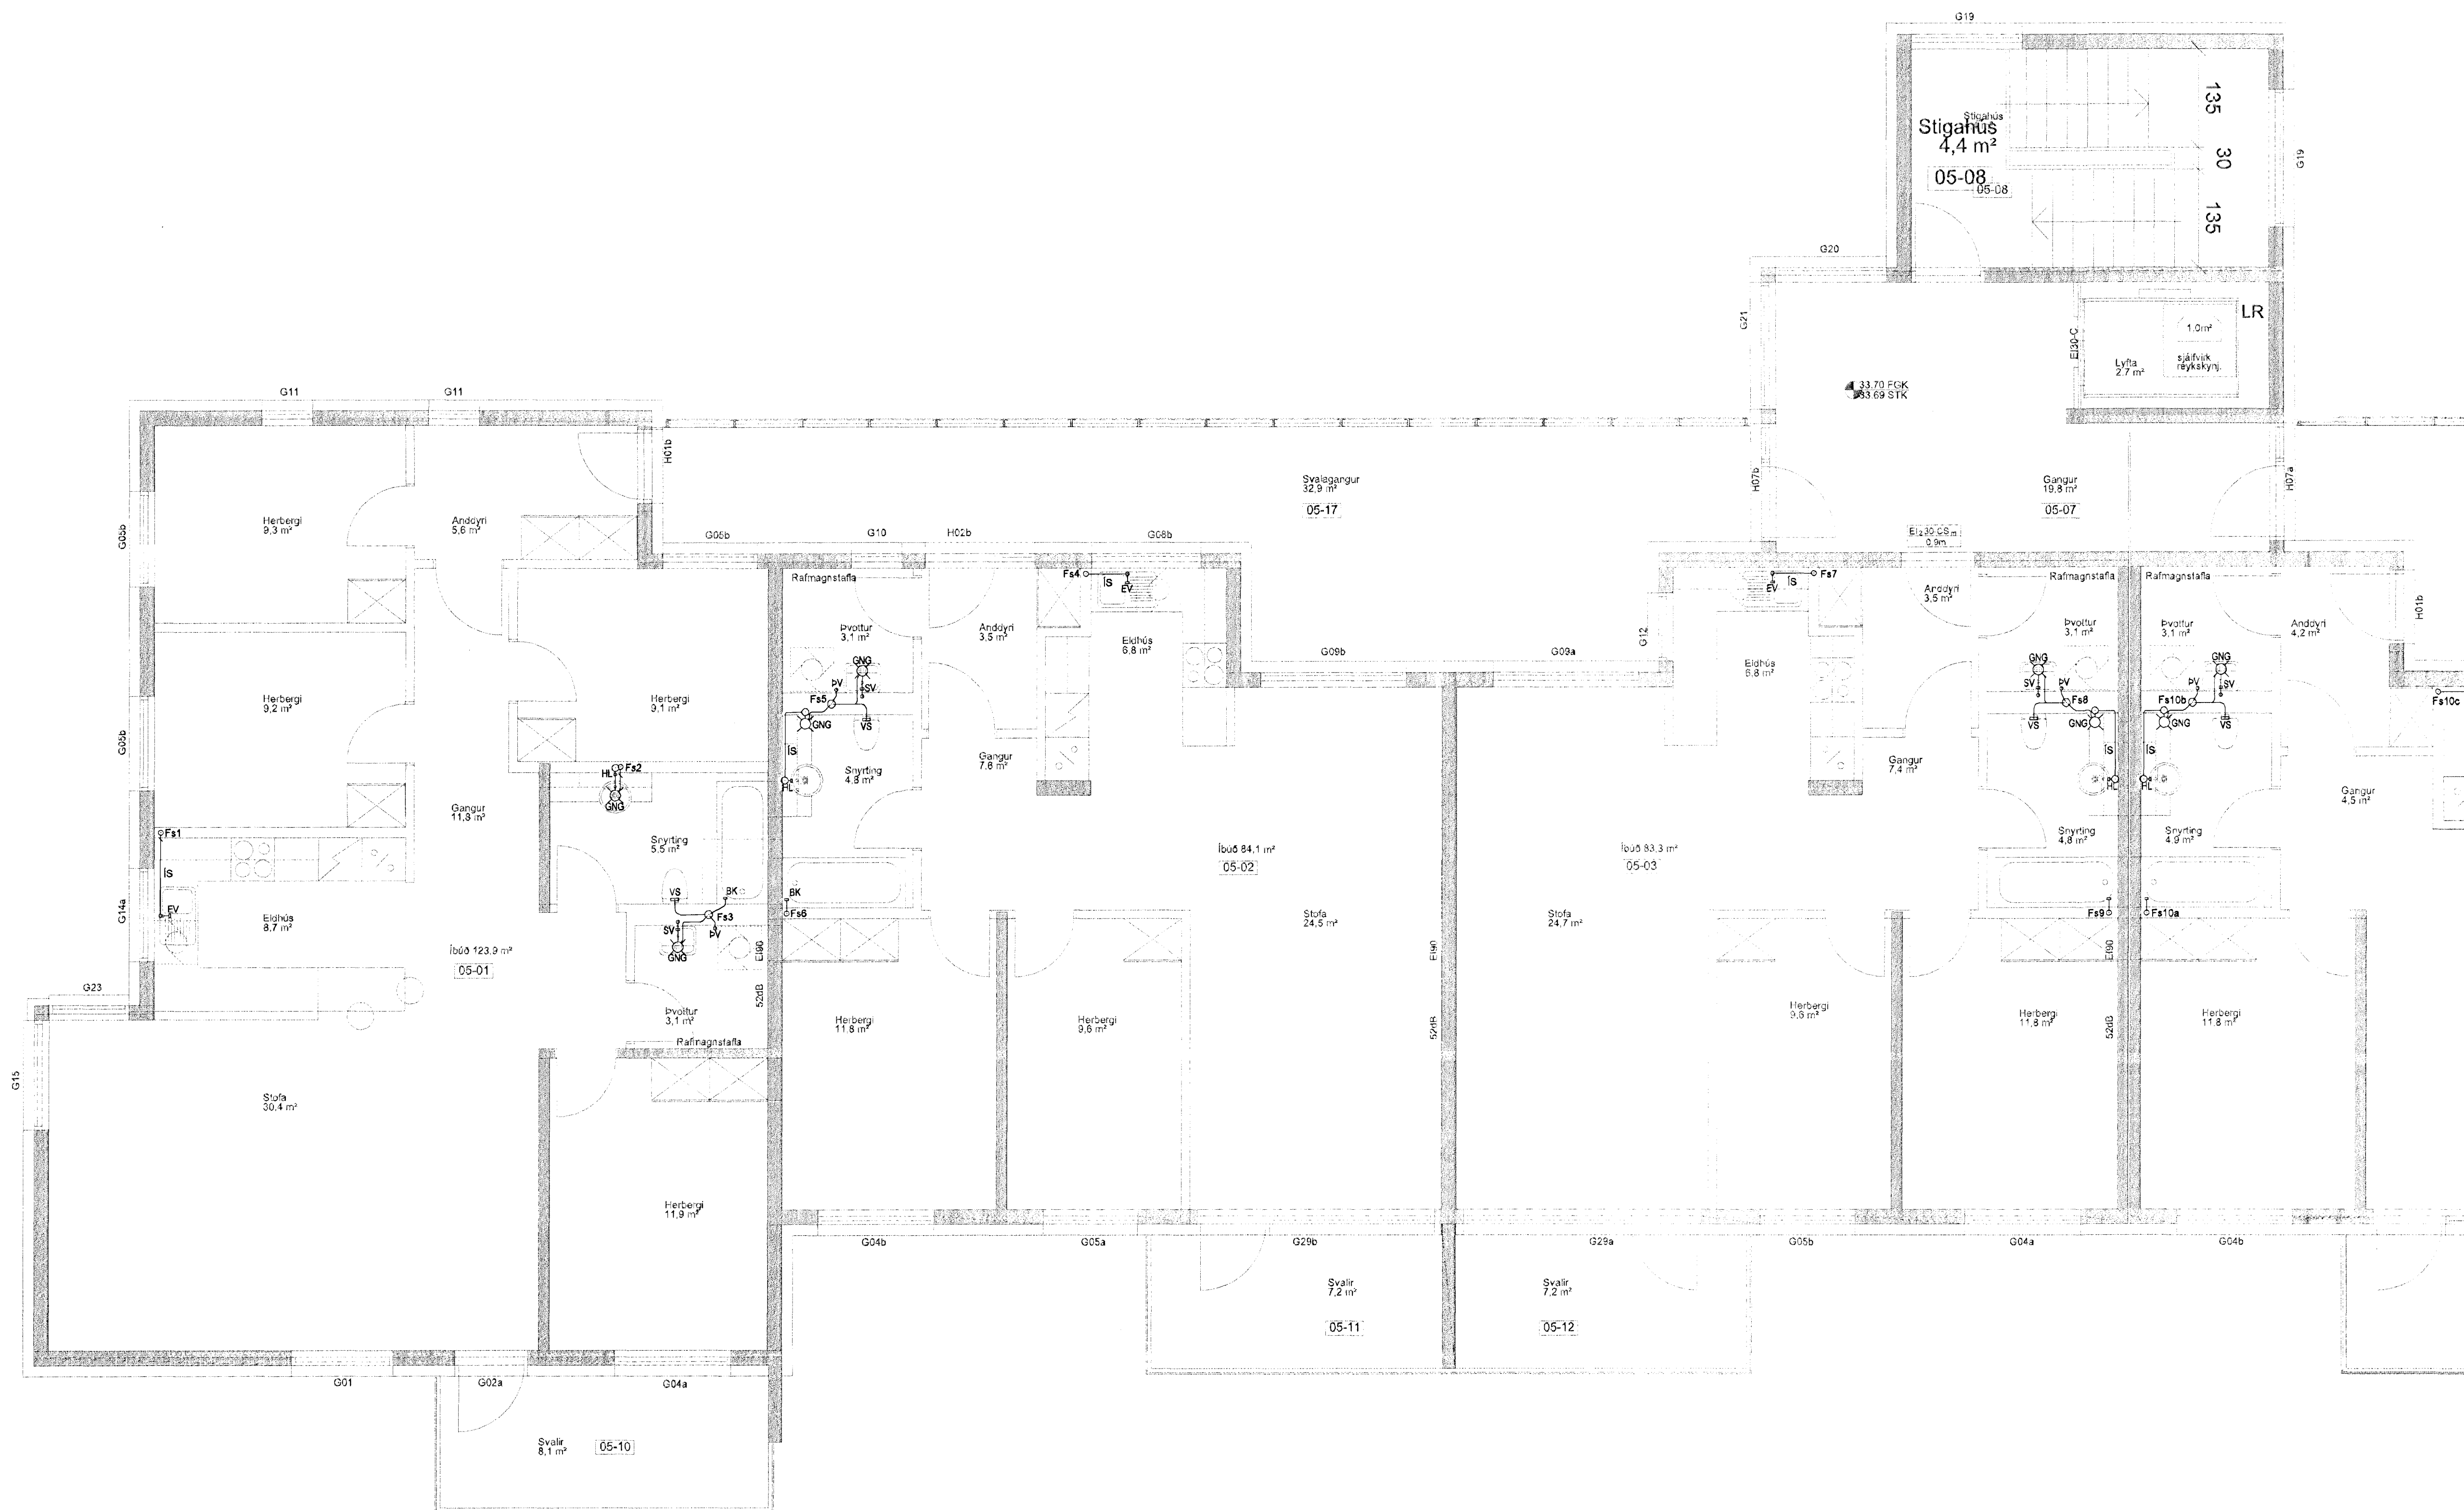 G19
135
Stigahús
Stigahús
4,4 m²
30
G19
05-08
05-08
135
G20
G21
LR
1.0m²
EI30-C
Lyfta
2.7 m²
sjálfvirk
reykskynj.
33.70 FGK
33.69 STK
G11
G11
H01b
Svalagangur
32,9 m²
05-17
H07b
Gangur
19,8 m²
05-07
H07a
Herbergi
9,3 m²
Anddyri
5,6 m²
G05b
G05b
G10
H02b
G08b
EI₂30 CSm
0,9m
Rafmagnstafla
Fs4
ÍS
EV
EV
ÍS
Fs7
Anddyri
3,5 m²
Rafmagnstafla
Rafmagnstafla
H01b
Þvottur
3,1 m²
Anddyri
3,5 m²
Eldhús
6,8 m²
G12
G09b
G09a
Eldhús
6,8 m²
Þvottur
3,1 m²
Þvottur
3,1 m²
Anddyri
4,2 m²
GNG
ÞV
SV
Fs5
GNG
VS
ÍS
HL
GNG
SV
ÞV
Fs8
VS
GNG
ÍS
HL
GNG
ÞV
SV
Fs10b
GNG
VS
ÍS
HL
Fs10c
Herbergi
9,2 m²
Herbergi
9,1 m²
G05b
HL
Fs2
GNG
Snyrting
4,8 m²
Gangur
7,6 m²
Gangur
7,4 m²
Gangur
4,5 m²
Gangur
11,8 m²
Fs1
ÍS
EV
G14a
Snyrting
5,5 m²
Íbúð 84,1 m²
05-02
Íbúð 83,3 m²
05-03
Snyrting
4,8 m²
Snyrting
4,9 m²
VS
BK
Fs3
SV
ÞV
GNG
BK
Fs6
Fs9
Fs10a
Eldhús
8,7 m²
Íbúð 123,9 m²
05-01
Stofa
24,5 m²
Stofa
24,7 m²
EI90
EI90
EI90
52dB
52dB
52dB
G23
Þvottur
3,1 m²
Rafmagnstafla
Herbergi
11,8 m²
Herbergi
9,6 m²
Herbergi
9,6 m²
Herbergi
11,8 m²
Herbergi
11,8 m²
G15
Stofa
30,4 m²
Herbergi
11,9 m²
G04b
G05a
G29b
G29a
G05b
G04a
G04b
Svalir
7,2 m²
05-11
Svalir
7,2 m²
05-12
G01
G02a
G04a
Svalir
8,1 m²
05-10